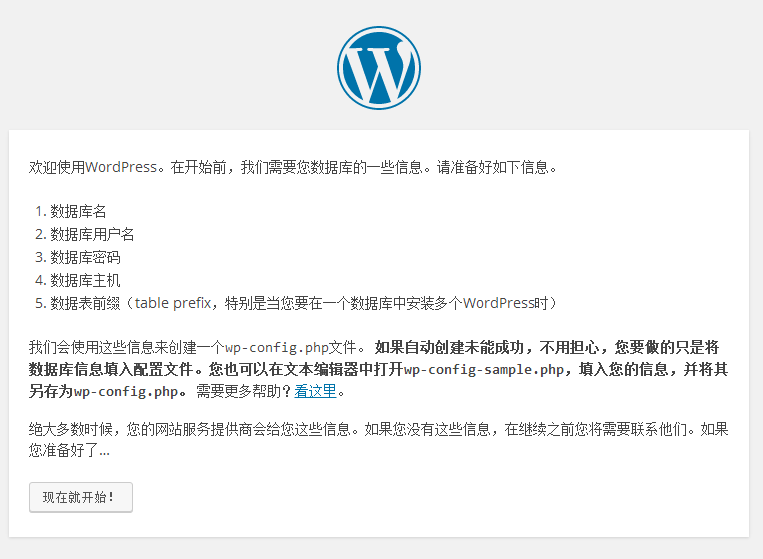 欢迎使用WordPress。在开始前，我们需要您数据库的一些信息。请准备好如下信息。
1. 数据库名
2. 数据库用户名
3. 数据库密码
4. 数据库主机
5. 数据表前缀（table prefix，特别是当您要在一个数据库中安装多个WordPress时）
我们会使用这些信息来创建一个wp-config.php文件。 如果自动创建未能成功，不用担心，您要做的只是将
数据库信息填入配置文件。您也可以在文本编辑器中打开wp-config-sample.php，填入您的信息，并将其
另存为wp-config.php。 需要更多帮助？看这里。
绝大多数时候，您的网站服务提供商会给您这些信息。如果您没有这些信息，在继续之前您将需要联系他们。如果
您准备好了...
现在就开始！